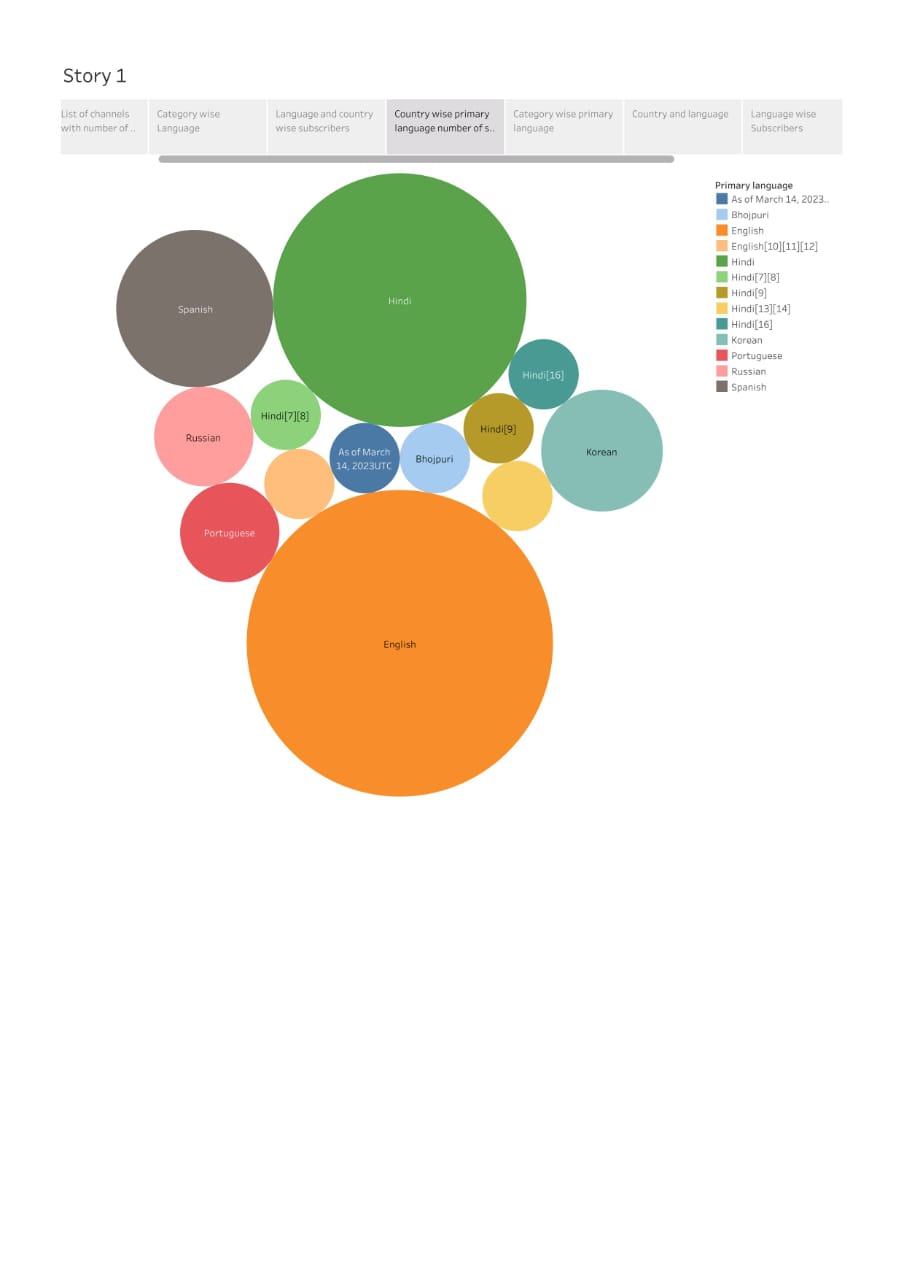 Story 1
List of channels
with number of ..
Category wise
Language
Language and country
wise subscribers
Country wise primary
language number of s..
Category wise primary
language
Country and language
Language wise
Subscribers
Primary language
As of March 14, 2023..
Bhojpuri
English
English[10][11][12]
Hindi
Hindi[7][8]
Hindi[9]
Hindi[13][14]
Hindi[16]
Korean
Portuguese
Russian
Spanish
Hindi
Spanish
Hindi[16]
Hindi[7][8]
Hindi[9]
Russian
As of March
14, 2023UTC
Bhojpuri
Korean
Portuguese
English